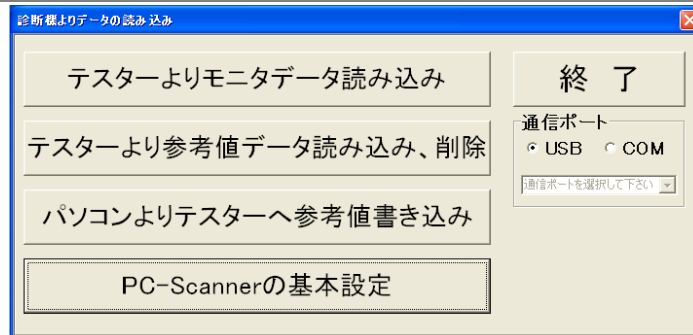 診断機よりデータの読み込み
テスターよりモニタデータ読み込み
終 了
テスターより参考値データ読み込み、削除
通信ポート
USB COM
通信ポートを選択して下さい
パソコンよりテスターへ参考値書き込み
PC-Scannerの基本設定